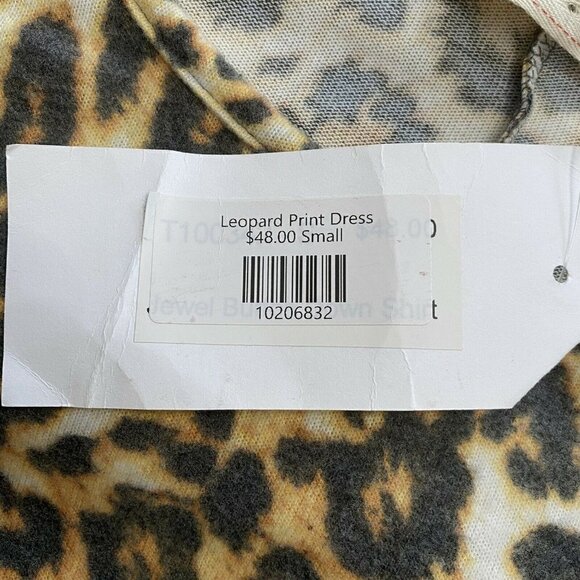 Leopard Print Dress
$48.00 Small
10206832